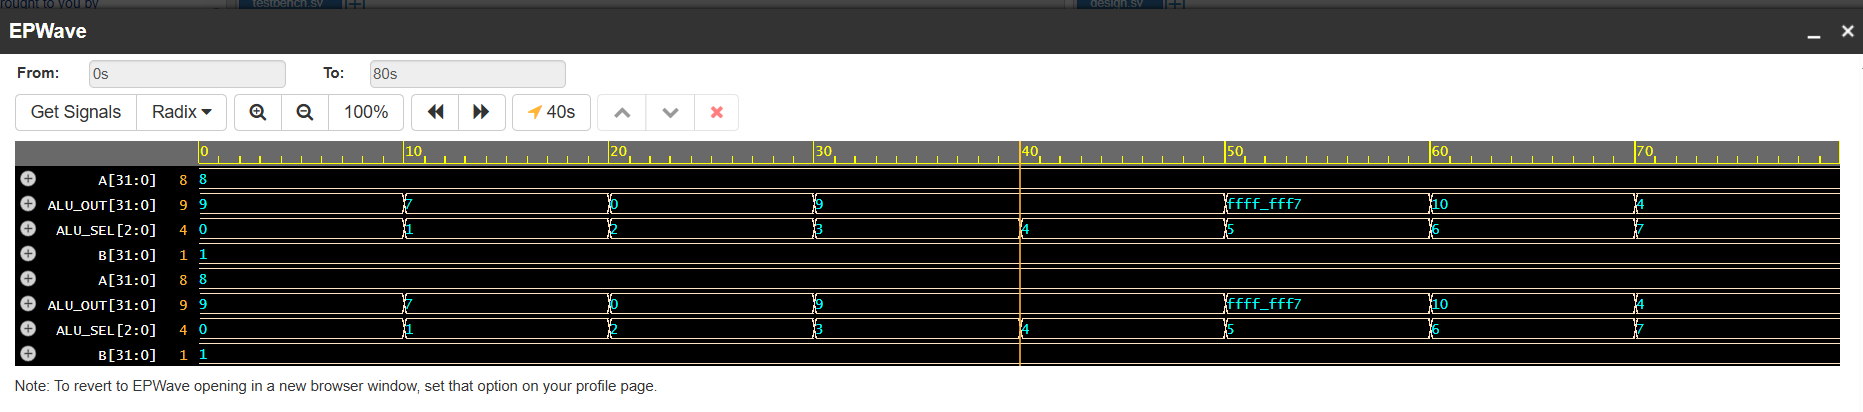 rought to you by testbench.sv design.sv
EPWave
From: 0s To: 80s
Get Signals Radix 100% 40s
0 10 20 30 40 50 60 70
A[31:0] 8 8
ALU_OUT[31:0] 9 9 7 0 9 ffff_fff7 10 4
ALU_SEL[2:0] 4 0 1 2 3 4 5 6 7
B[31:0] 1 1
A[31:0] 8 8
ALU_OUT[31:0] 9 9 7 0 9 ffff_fff7 10 4
ALU_SEL[2:0] 4 0 1 2 3 4 5 6 7
B[31:0] 1 1
Note: To revert to EPWave opening in a new browser window, set that option on your profile page.